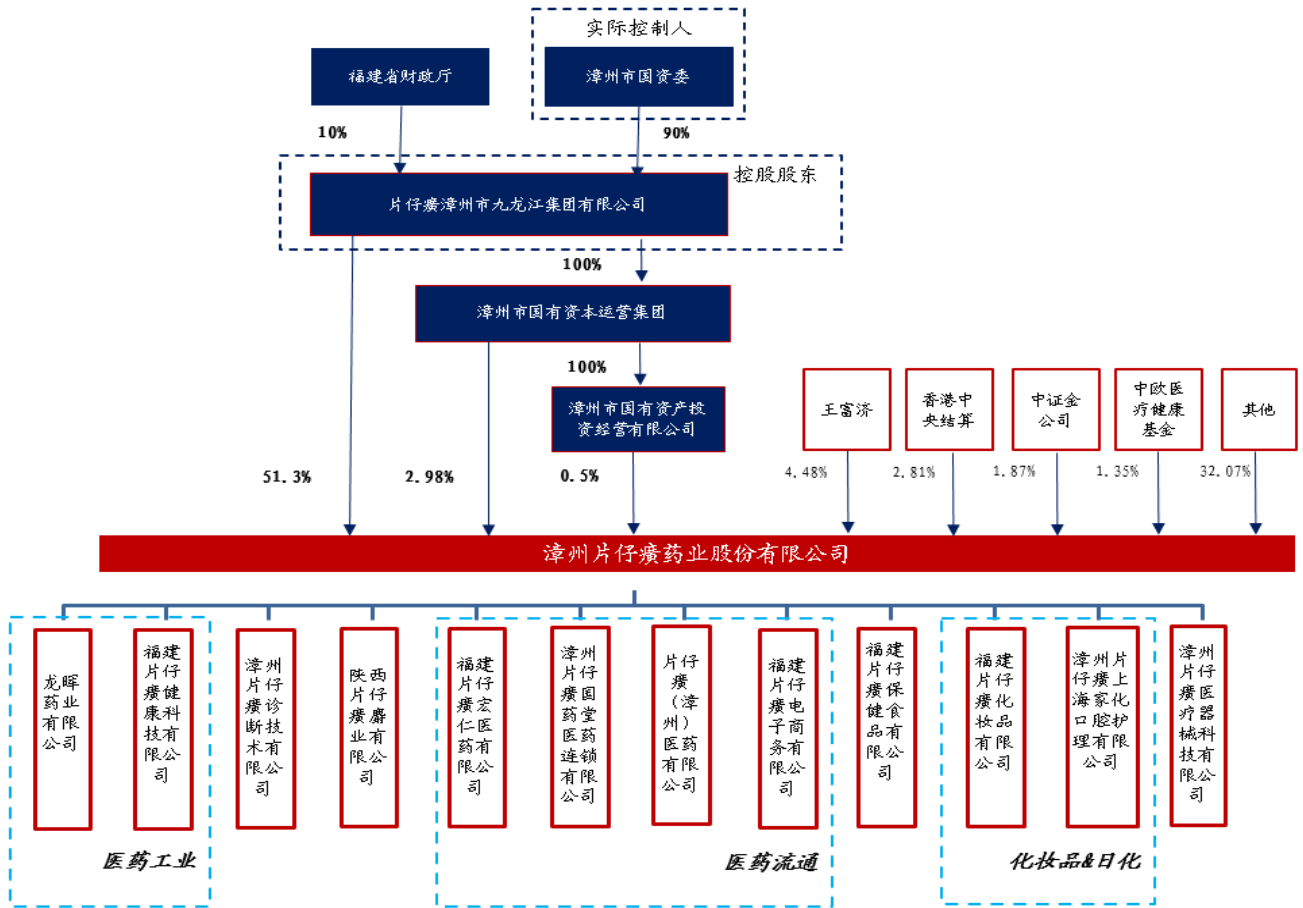 实际控制人
福建省财政厅
漳州市国资委
10%
90%
控股股东
片仔癀漳州市九龙江集团有限公司
100%
漳州市国有资本运营集团
100%
漳州市国有资产投
资经营有限公司
王富济
香港中
央结算
中证金
公司
中欧医
疗健康
基金
其他
51.3%
2.98%
0.5%
4.48%
2.81%
1.87%
1.35%
32.07%
漳州片仔癀药业股份有限公司
龙晖
药业
有限
公司
福建
片仔
癀健
康科
技有
限公
司
漳州
片仔
癀诊
断技
术有
限公
司
陕西
片仔
癀麝
业有
限公
司
福建
片仔
癀宏
仁医
药有
限公
司
漳州
片仔
癀国
药堂
医药
连锁
有限
公司
片仔
癀
（漳
州）
医药
有限
公司
福建
片仔
癀电
子商
务有
限公
司
福建
片仔
癀保
健食
品有
限公
司
福建
片仔
癀化
妆品
有限
公司
漳州片
仔癀上
海家化
口腔护
理有限
公司
漳州
片仔
癀医
疗器
械科
技有
限公
司
医药工业
医药流通
化妆品&日化